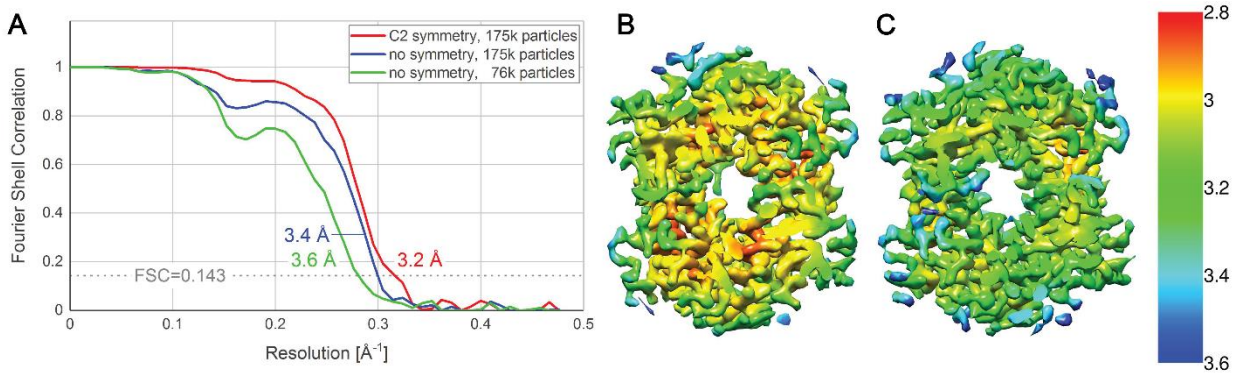 A
B
C
C2 symmetry, 175k particles
no symmetry, 175k particles
no symmetry, 76k particles
Fourier Shell Correlation
1
0.8
0.6
0.4
0.2
0
3.4 Å
3.6 Å
3.2 Å
FSC=0.143
0
0.1
0.2
0.3
0.4
0.5
Resolution [Å⁻¹]
2.8
3
3.2
3.4
3.6